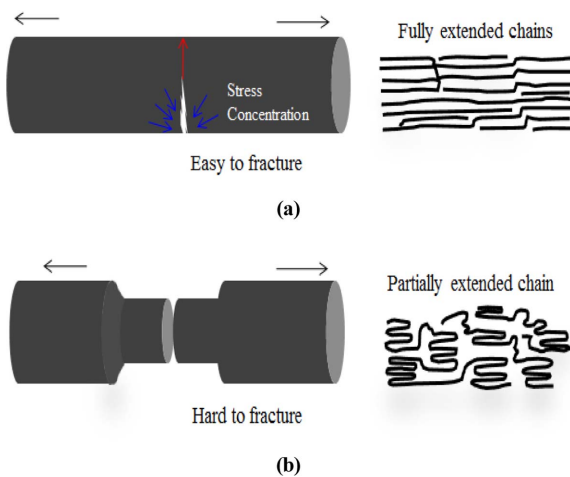 Fully extended chains
Stress
Concentration
Easy to fracture
(a)
Partially extended chain
Hard to fracture
(b)